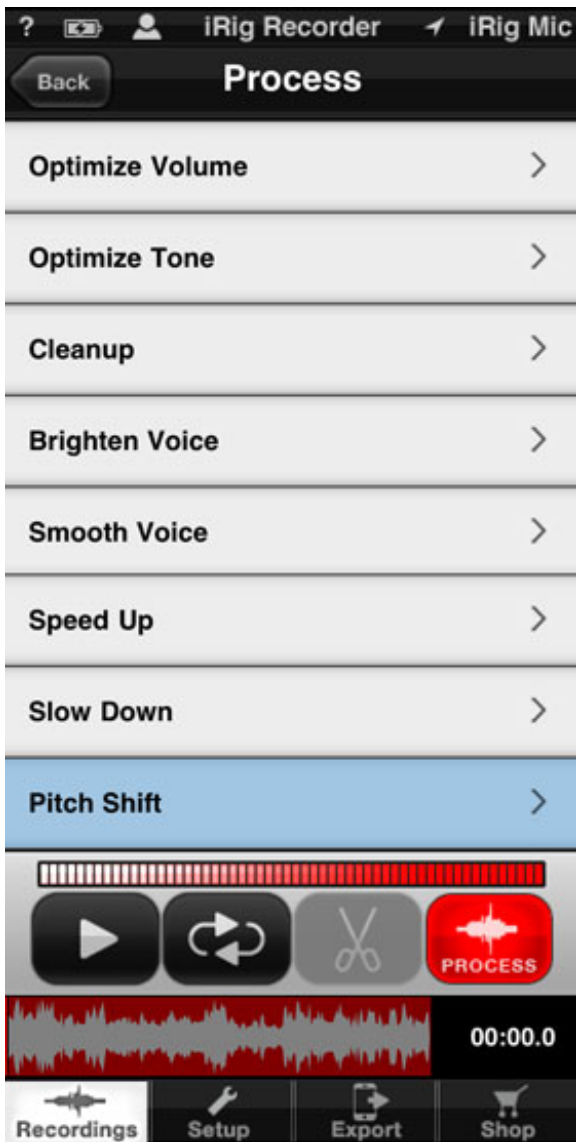 ? iRig Recorder iRig Mic
Back Process
Optimize Volume
Optimize Tone
Cleanup
Brighten Voice
Smooth Voice
Speed Up
Slow Down
Pitch Shift
PROCESS
00:00.0
Recordings Setup Export Shop